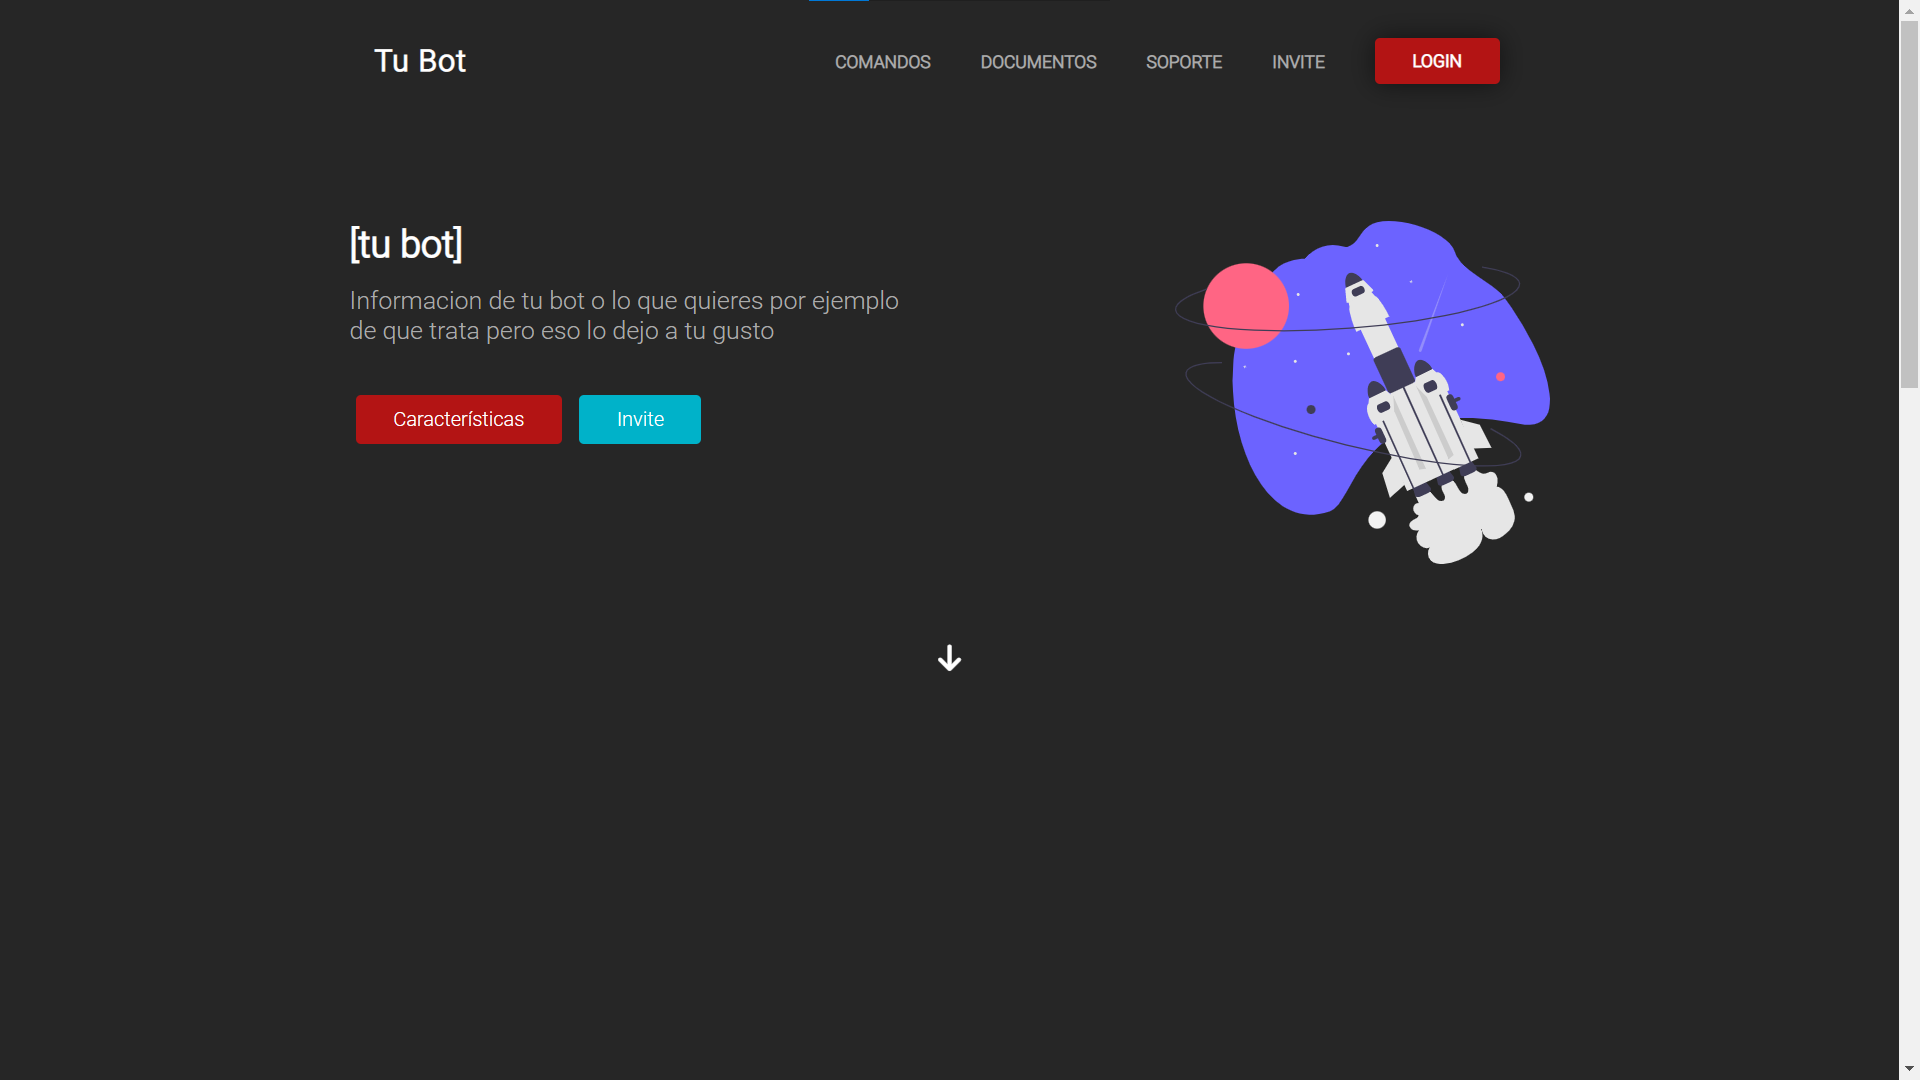 Tu Bot
COMANDOS
DOCUMENTOS
SOPORTE
INVITE
LOGIN
[tu bot]
Informacion de tu bot o lo que quieres por ejemplo
de que trata pero eso lo dejo a tu gusto
Características
Invite